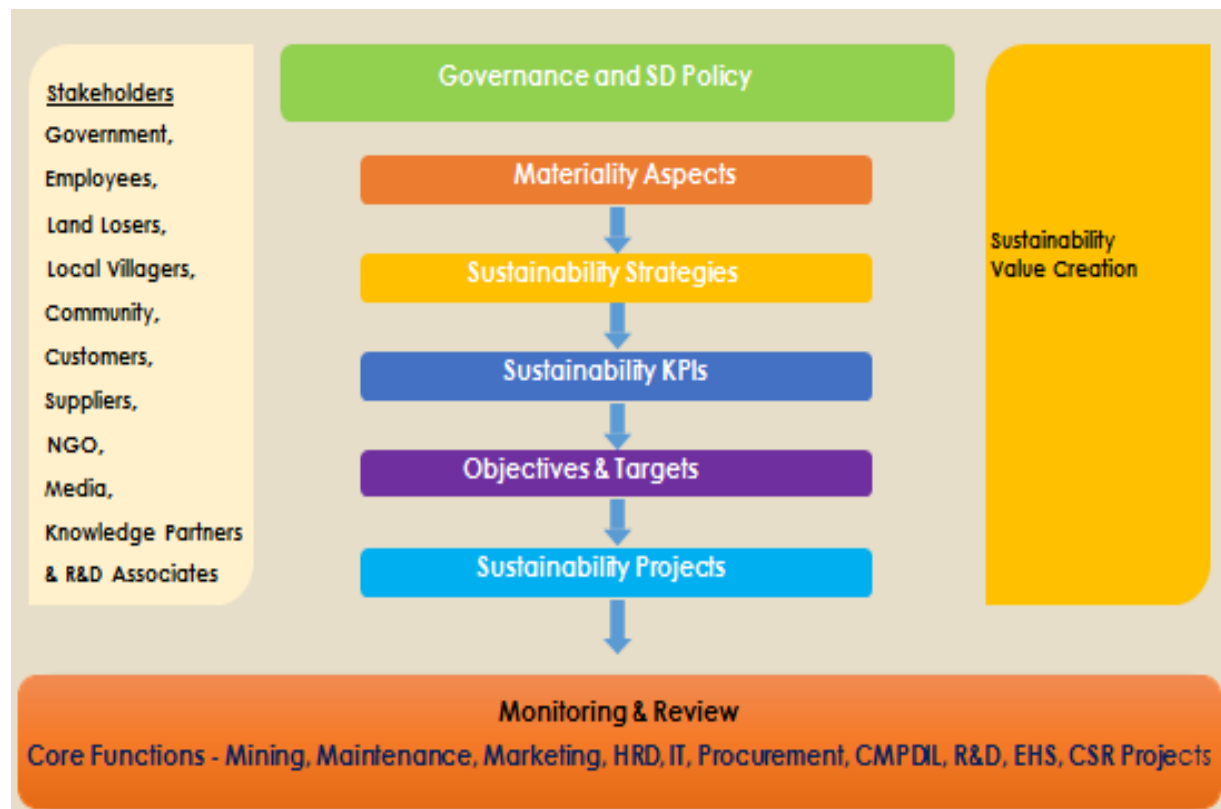 Stakeholders
Government,
Employees,
Land Losers,
Local Villagers,
Community,
Customers,
Suppliers,
NGO,
Media,
Knowledge Partners
& R&D Associates
Governance and SD Policy
Materiality Aspects
Sustainability Strategies
Sustainability KPIs
Objectives & Targets
Sustainability Projects
Sustainability
Value Creation
Monitoring & Review
Core Functions - Mining, Maintenance, Marketing, HRD, IT, Procurement, CMPDIL, R&D, EHS, CSR Projects